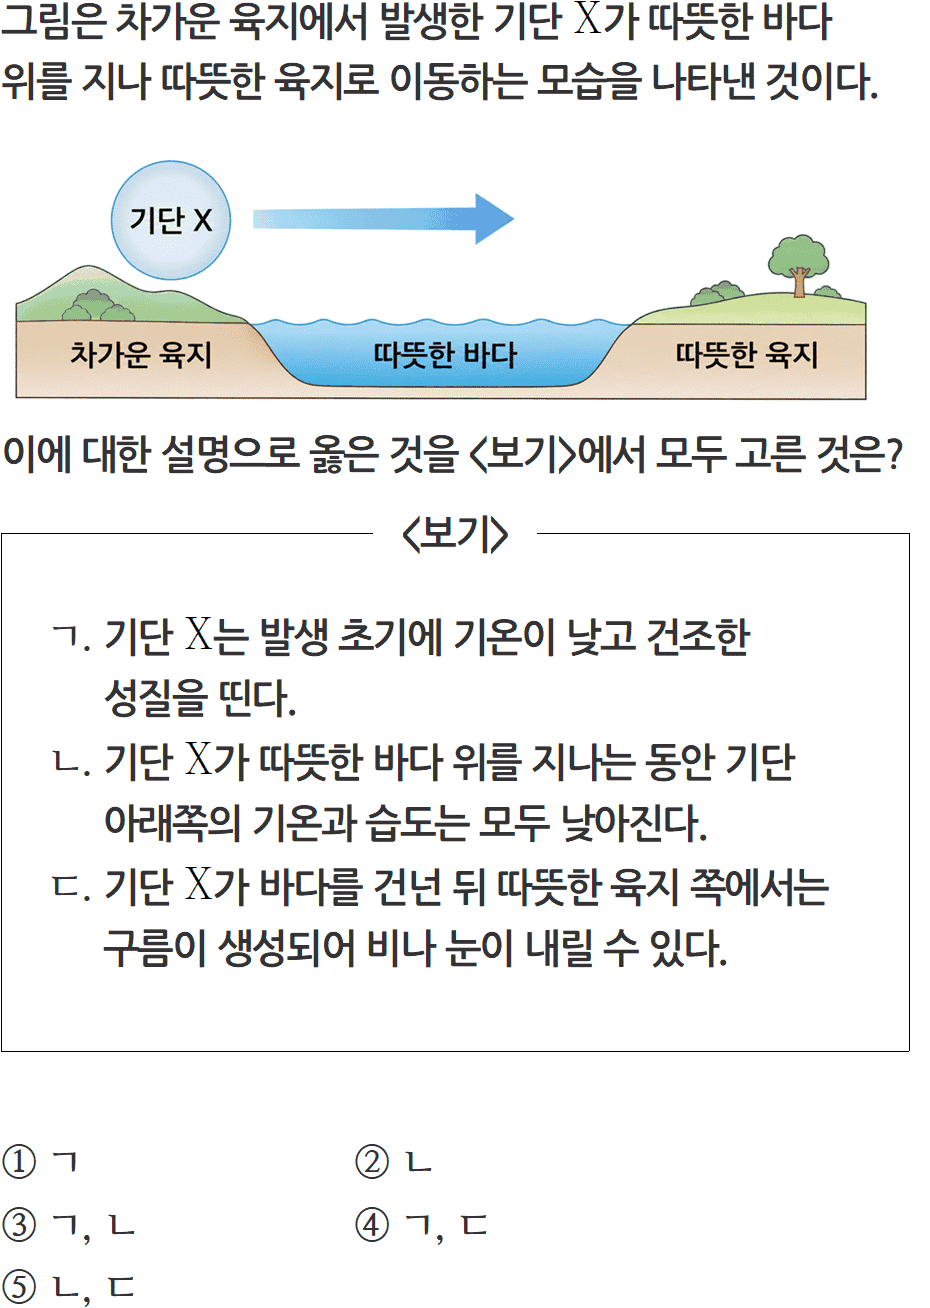 그림은 차가운 육지에서 발생한 기단 X가 따뜻한 바다
위를 지나 따뜻한 육지로 이동하는 모습을 나타낸 것이다.
기단 X
차가운 육지
따뜻한 바다
따뜻한 육지
이에 대한 설명으로 옳은 것을 <보기>에서 모두 고른 것은?
<보기>
ㄱ. 기단 X는 발생 초기에 기온이 낮고 건조한
성질을 띤다.
ㄴ. 기단 X가 따뜻한 바다 위를 지나는 동안 기단
아래쪽의 기온과 습도는 모두 낮아진다.
ㄷ. 기단 X가 바다를 건넌 뒤 따뜻한 육지 쪽에서는
구름이 생성되어 비나 눈이 내릴 수 있다.
① ㄱ ② ㄴ
③ ㄱ, ㄴ ④ ㄱ, ㄷ
⑤ ㄴ, ㄷ